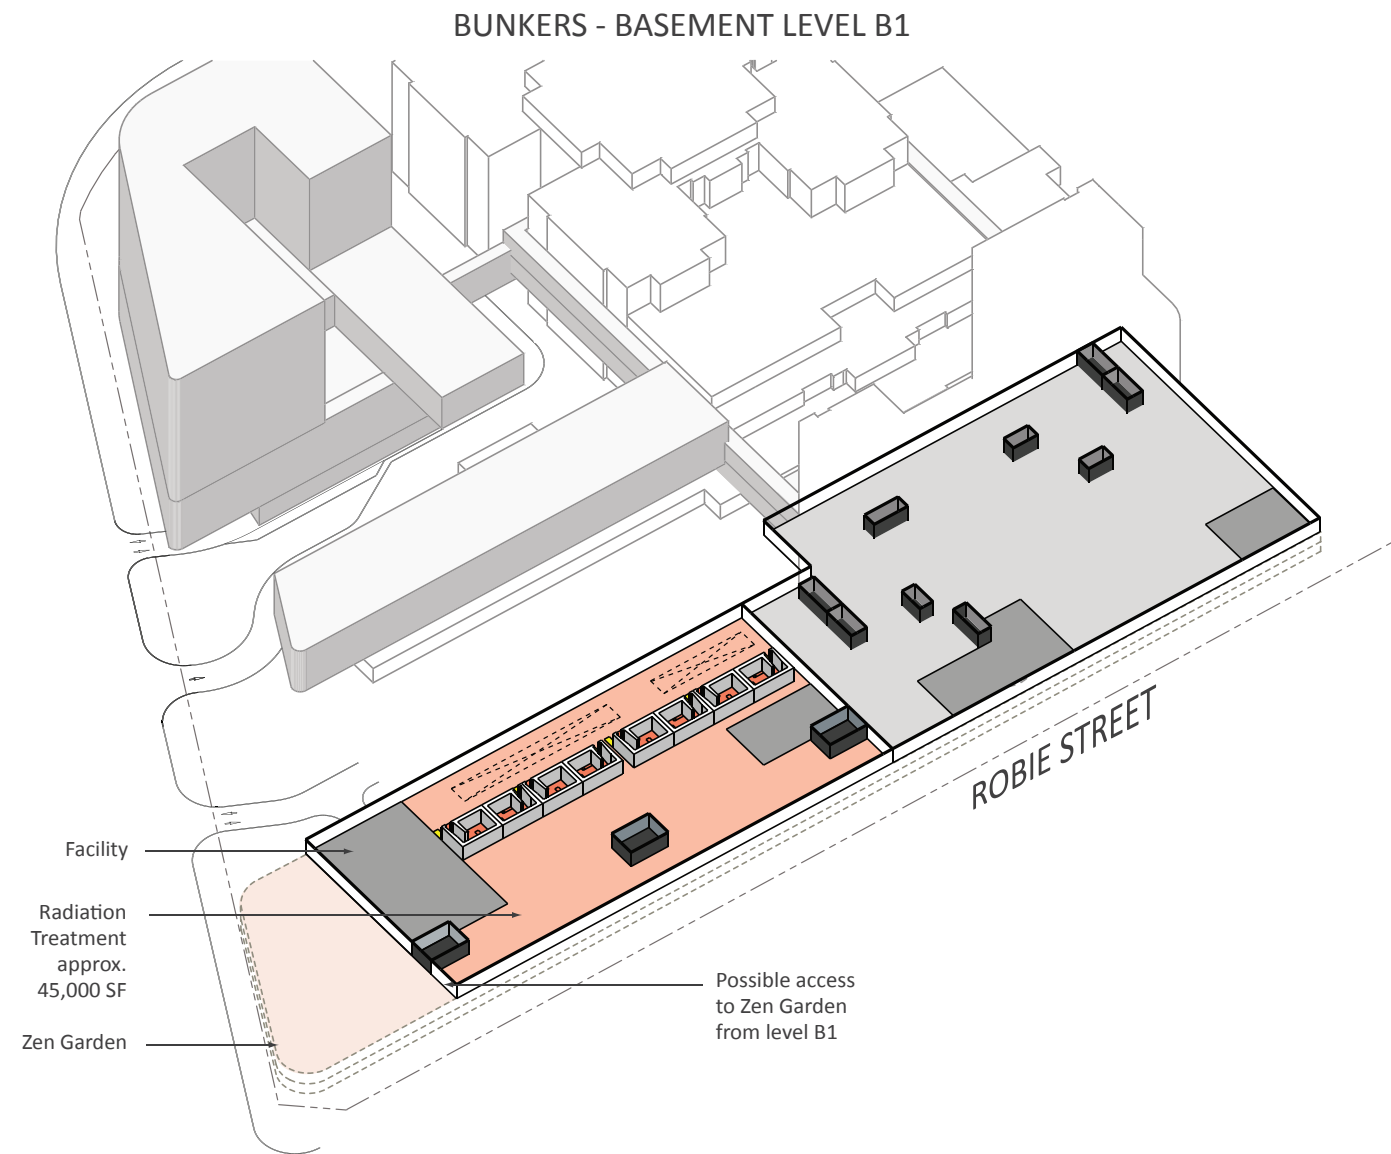 BUNKERS - BASEMENT LEVEL B1
ROBIE STREET
Facility
Radiation
Treatment
approx.
45,000 SF
Zen Garden
Possible access
to Zen Garden
from level B1